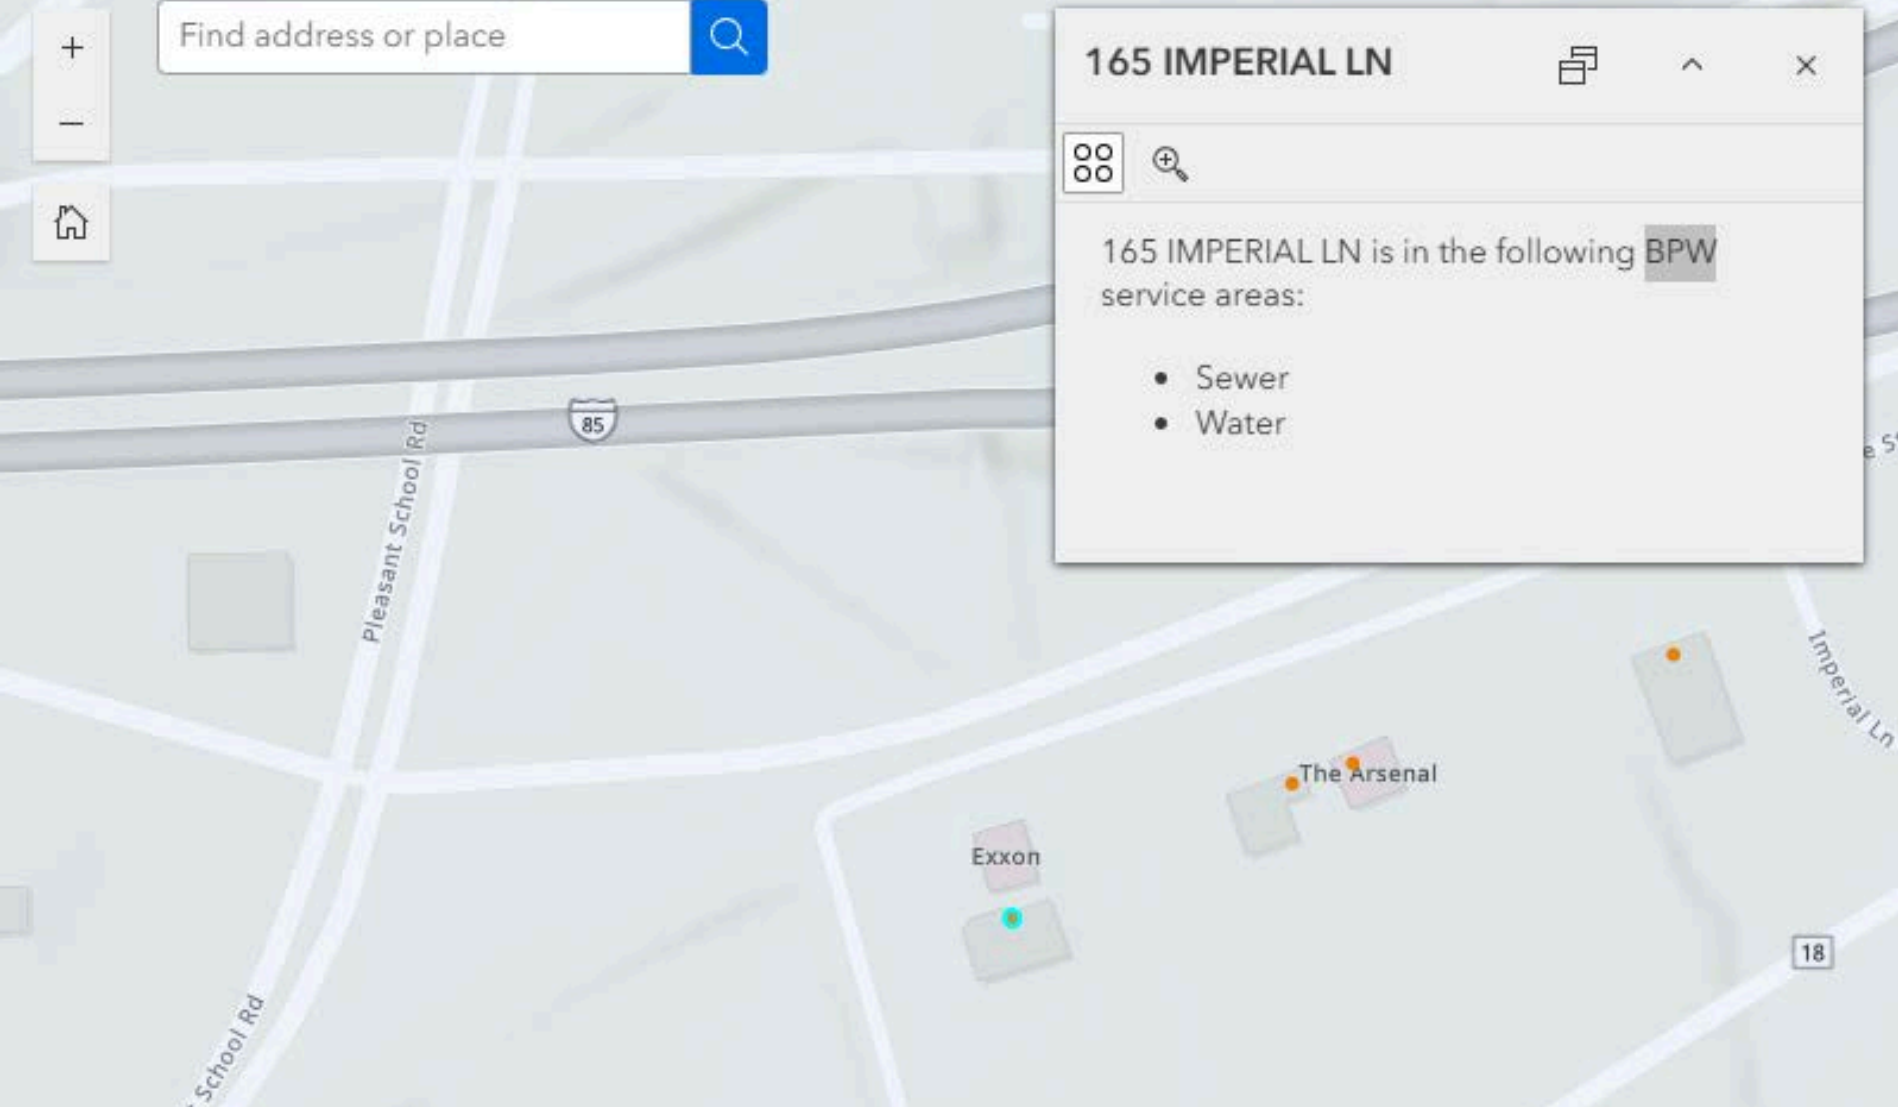 Find address or place
165 IMPERIAL LN
165 IMPERIAL LN is in the following BPW
service areas:
• Sewer
• Water
85
Pleasant School Rd
Imperial Ln
The Arsenal
Exxon
18
School Rd